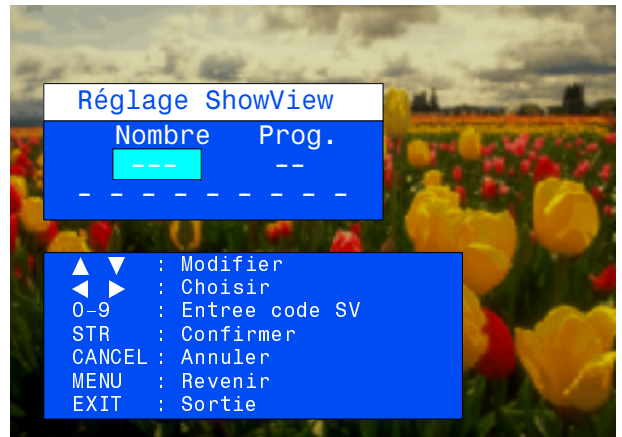 Réglage ShowView
Nombre Prog.
--- --
- - - - - - - - -
▲ ▼ : Modifier
◀ ▶ : Choisir
0-9 : Entree code SV
STR : Confirmer
CANCEL : Annuler
MENU : Revenir
EXIT : Sortie